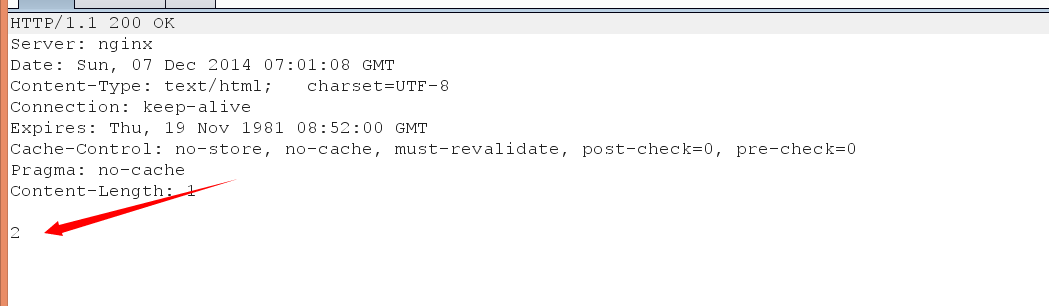 HTTP/1.1 200 OK
Server: nginx
Date: Sun, 07 Dec 2014 07:01:08 GMT
Content-Type: text/html;   charset=UTF-8
Connection: keep-alive
Expires: Thu, 19 Nov 1981 08:52:00 GMT
Cache-Control: no-store, no-cache, must-revalidate, post-check=0, pre-check=0
Pragma: no-cache
Content-Length: 1
2